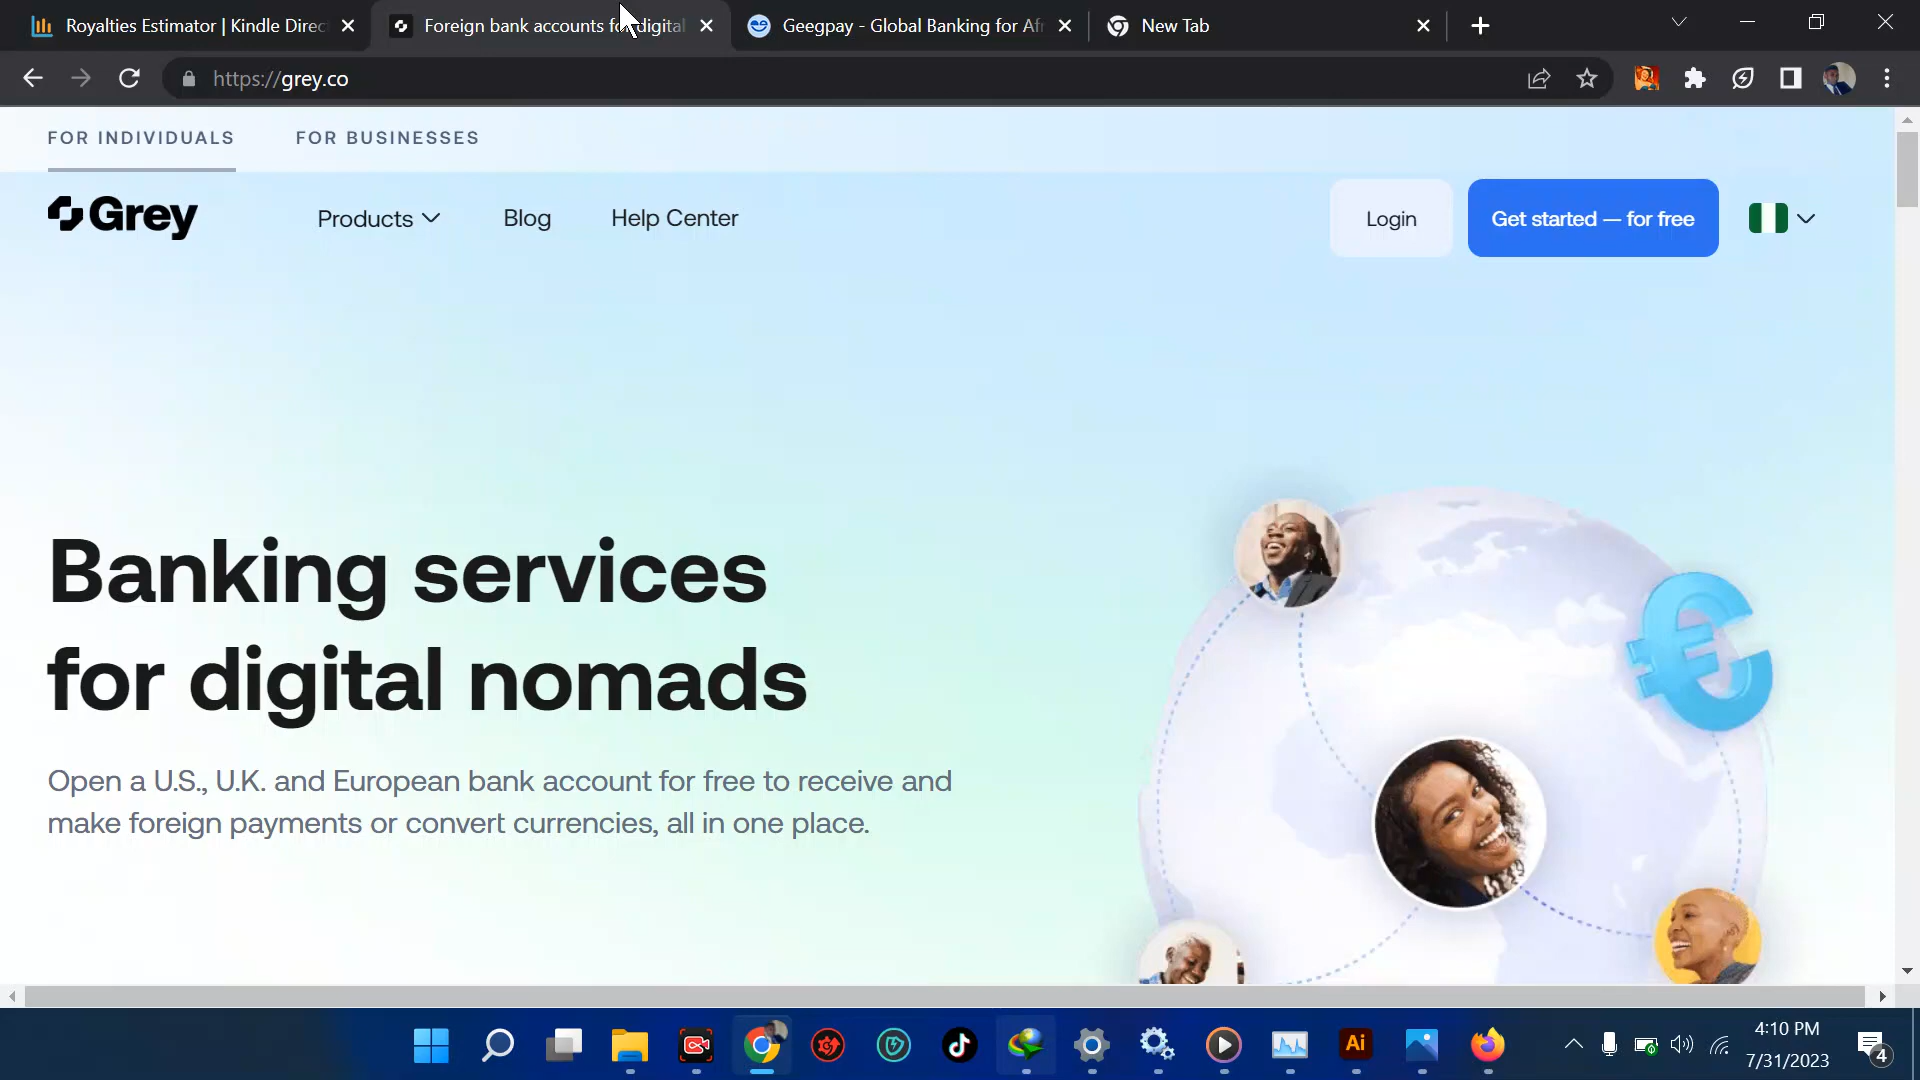 Royalties Estimator | Kindle Direc
Foreign bank accounts for digital
Geegpay - Global Banking for Afr
New Tab
https://grey.co
FOR INDIVIDUALS
FOR BUSINESSES
Grey
Products
Blog
Help Center
Login
Get started — for free
Banking services
for digital nomads
Open a U.S., U.K. and European bank account for free to receive and
make foreign payments or convert currencies, all in one place.
Ai
4:10 PM
7/31/2023
4